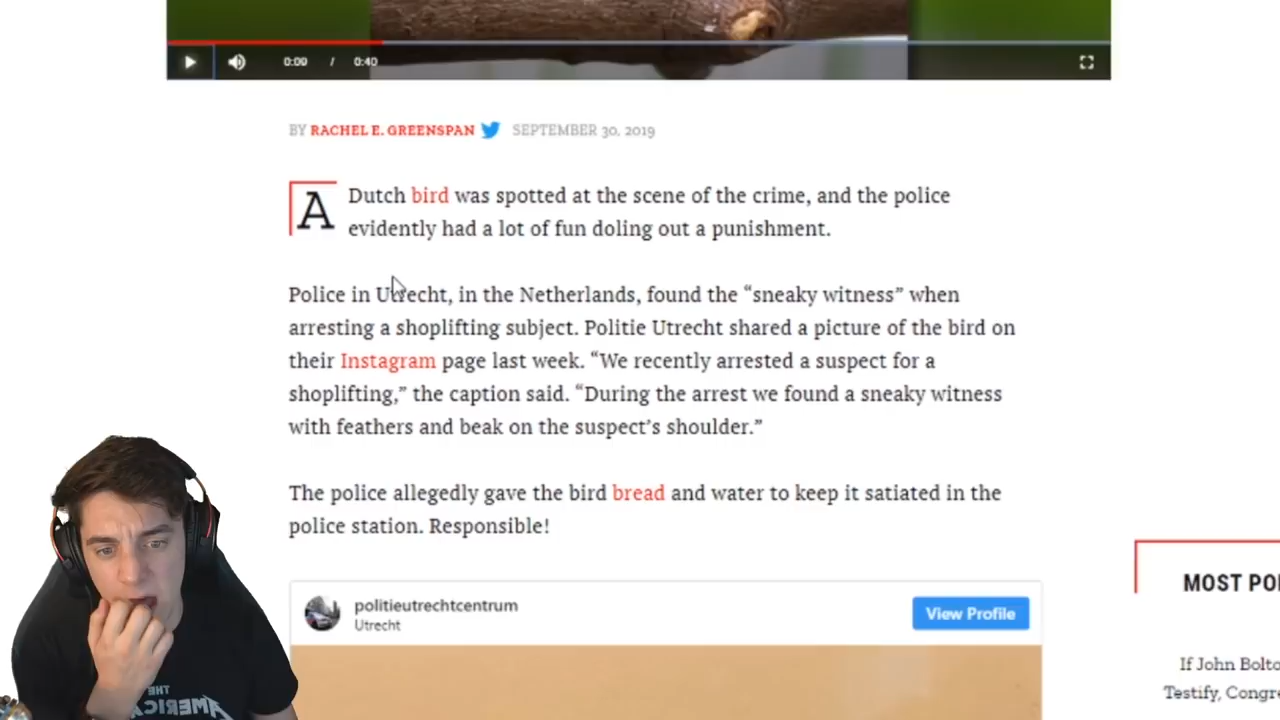 0:09 / 0:40
BY RACHEL E. GREENSPAN SEPTEMBER 30, 2019
A Dutch bird was spotted at the scene of the crime, and the police
evidently had a lot of fun doling out a punishment.
Police in Utrecht, in the Netherlands, found the “sneaky witness” when
arresting a shoplifting subject. Politie Utrecht shared a picture of the bird on
their Instagram page last week. “We recently arrested a suspect for a
shoplifting,” the caption said. “During the arrest we found a sneaky witness
with feathers and beak on the suspect’s shoulder.”
The police allegedly gave the bird bread and water to keep it satiated in the
police station. Responsible!
politieutrechtcentrum
Utrecht
View Profile
MOST PO
If John Bolto
Testify, Congre
THE
AMERICA